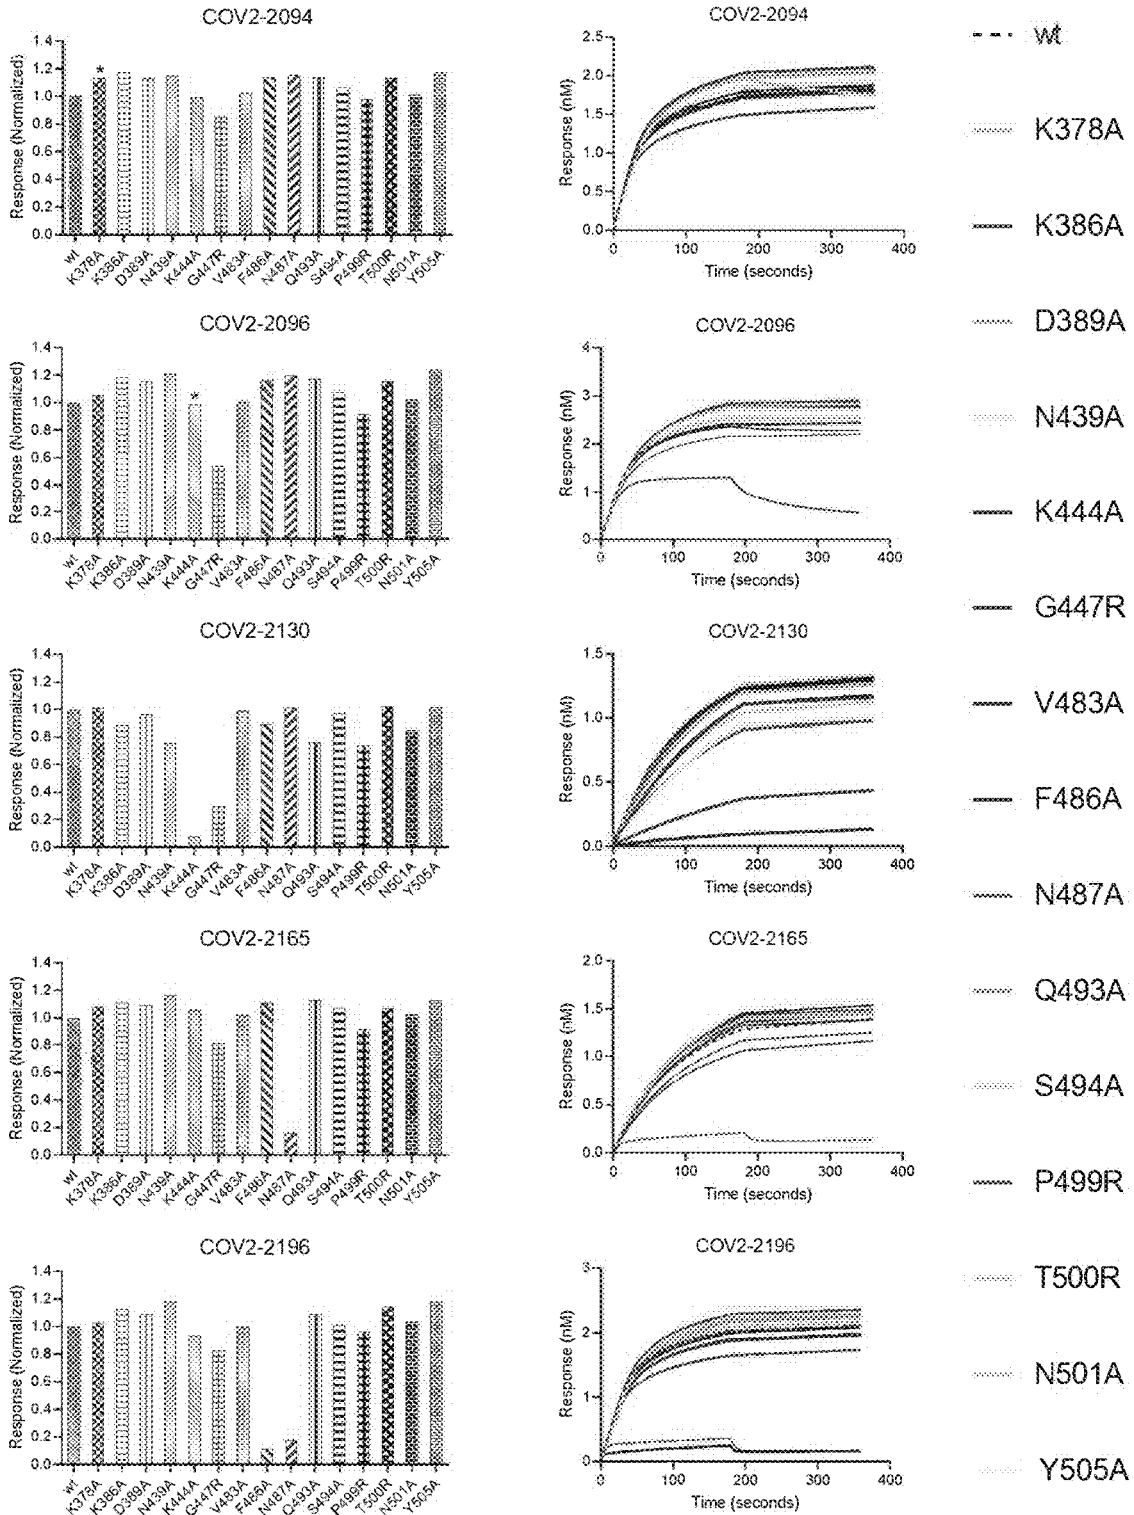 COV2-2094
Response (Normalized)
1.4
1.2
1.0
0.8
0.6
0.4
0.2
0.0
*
wt
K378A
K386A
D389A
N439A
K444A
G447R
V483A
F486A
N487A
Q493A
S494A
P499R
T500R
N501A
Y505A
COV2-2094
Response (nM)
2.5
2.0
1.5
1.0
0.5
0.0
0
100
200
300
400
Time (seconds)
COV2-2096
Response (Normalized)
1.4
1.2
1.0
0.8
0.6
0.4
0.2
0.0
*
wt
K378A
K386A
D389A
N439A
K444A
G447R
V483A
F486A
N487A
Q493A
S494A
P499R
T500R
N501A
Y505A
COV2-2096
Response (nM)
4
3
2
1
0
0
100
200
300
400
Time (seconds)
COV2-2130
Response (Normalized)
1.4
1.2
1.0
0.8
0.6
0.4
0.2
0.0
wt
K378A
K386A
D389A
N439A
K444A
G447R
V483A
F486A
N487A
Q493A
S494A
P499R
T500R
N501A
Y505A
COV2-2130
Response (nM)
1.5
1.0
0.5
0.0
0
100
200
300
400
Time (seconds)
COV2-2165
Response (Normalized)
1.4
1.2
1.0
0.8
0.6
0.4
0.2
0.0
wt
K378A
K386A
D389A
N439A
K444A
G447R
V483A
F486A
N487A
Q493A
S494A
P499R
T500R
N501A
Y505A
COV2-2165
Response (nM)
2.0
1.5
1.0
0.5
0.0
0
100
200
300
400
Time (seconds)
COV2-2196
Response (Normalized)
1.4
1.2
1.0
0.8
0.6
0.4
0.2
0.0
wt
K378A
K386A
D389A
N439A
K444A
G447R
V483A
F486A
N487A
Q493A
S494A
P499R
T500R
N501A
Y505A
COV2-2196
Response (nM)
3
2
1
0
0
100
200
300
400
Time (seconds)
wt
K378A
K386A
D389A
N439A
K444A
G447R
V483A
F486A
N487A
Q493A
S494A
P499R
T500R
N501A
Y505A